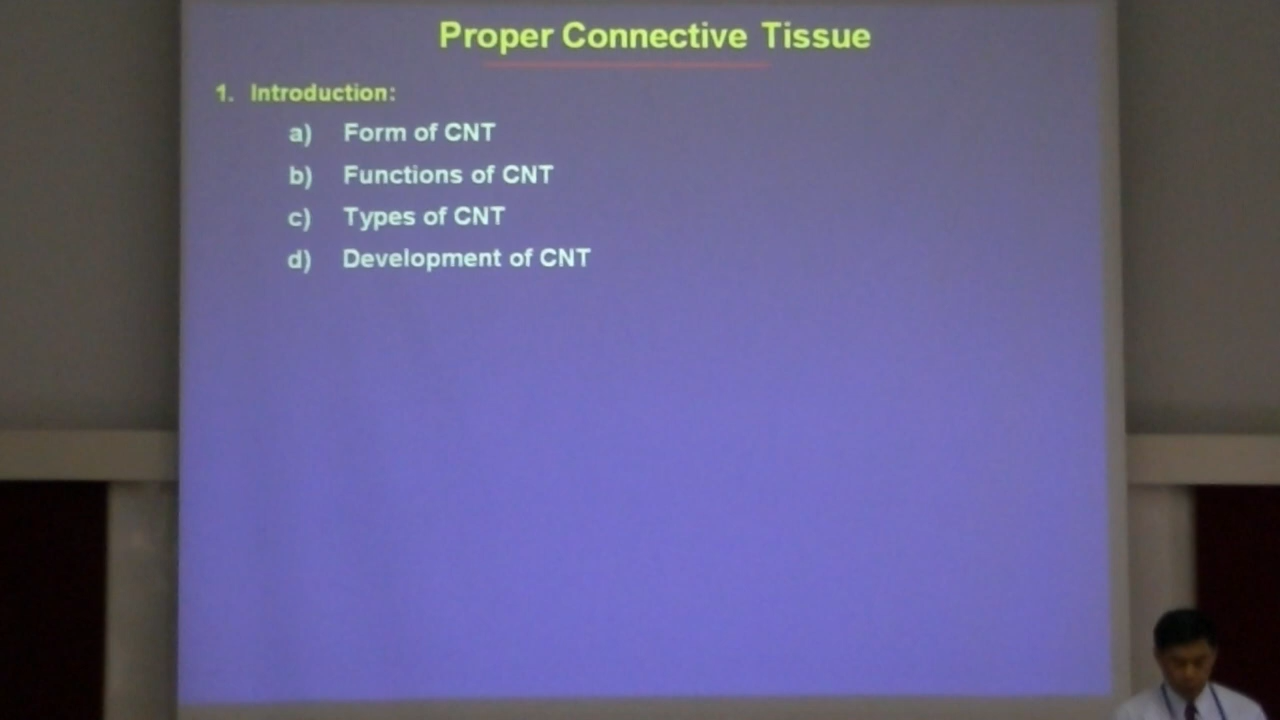 Proper Connective Tissue
1. Introduction:
a) Form of CNT
b) Functions of CNT
c) Types of CNT
d) Development of CNT